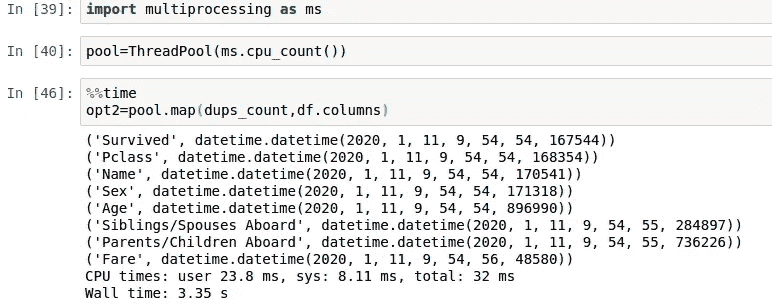 In [39]: import multiprocessing as ms
In [40]: pool=ThreadPool(ms.cpu_count())
In [46]: %%time
opt2=pool.map(dups_count,df.columns)
('Survived', datetime.datetime(2020, 1, 11, 9, 54, 54, 167544))
('Pclass', datetime.datetime(2020, 1, 11, 9, 54, 54, 168354))
('Name', datetime.datetime(2020, 1, 11, 9, 54, 54, 170541))
('Sex', datetime.datetime(2020, 1, 11, 9, 54, 54, 171318))
('Age', datetime.datetime(2020, 1, 11, 9, 54, 54, 896990))
('Siblings/Spouses Aboard', datetime.datetime(2020, 1, 11, 9, 54, 55, 284897))
('Parents/Children Aboard', datetime.datetime(2020, 1, 11, 9, 54, 55, 736226))
('Fare', datetime.datetime(2020, 1, 11, 9, 54, 56, 48580))
CPU times: user 23.8 ms, sys: 8.11 ms, total: 32 ms
Wall time: 3.35 s